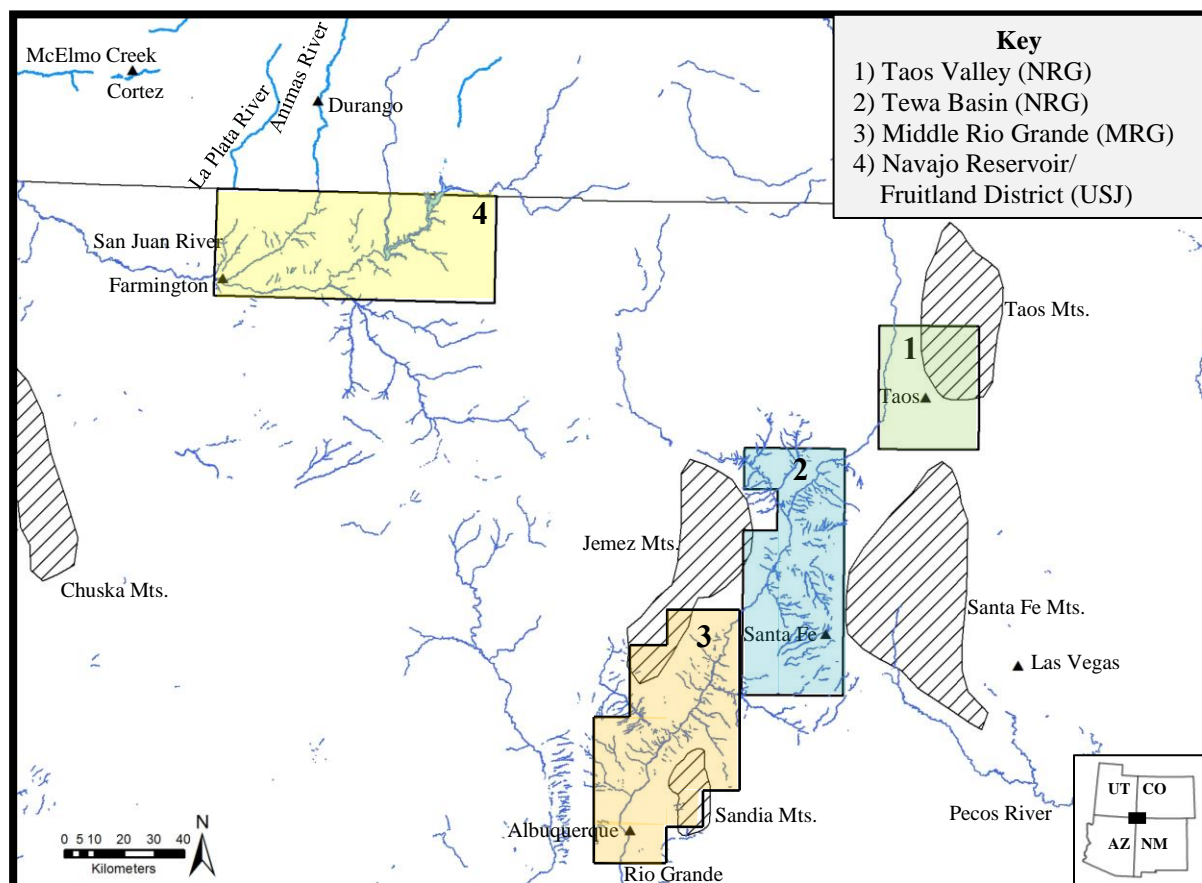 Key
1) Taos Valley (NRG)
2) Tewa Basin (NRG)
3) Middle Rio Grande (MRG)
4) Navajo Reservoir/
Fruitland District (USJ)
McElmo Creek
Cortez
La Plata River
Animas River
Durango
4
San Juan River
Farmington
Taos Mts.
1
Taos
2
Jemez Mts.
Chuska Mts.
Santa Fe Mts.
3
Santa Fe
Las Vegas
Pecos River
Sandia Mts.
Albuquerque
Rio Grande
0 5 10 20 30 40
Kilometers
N
UT CO
AZ NM